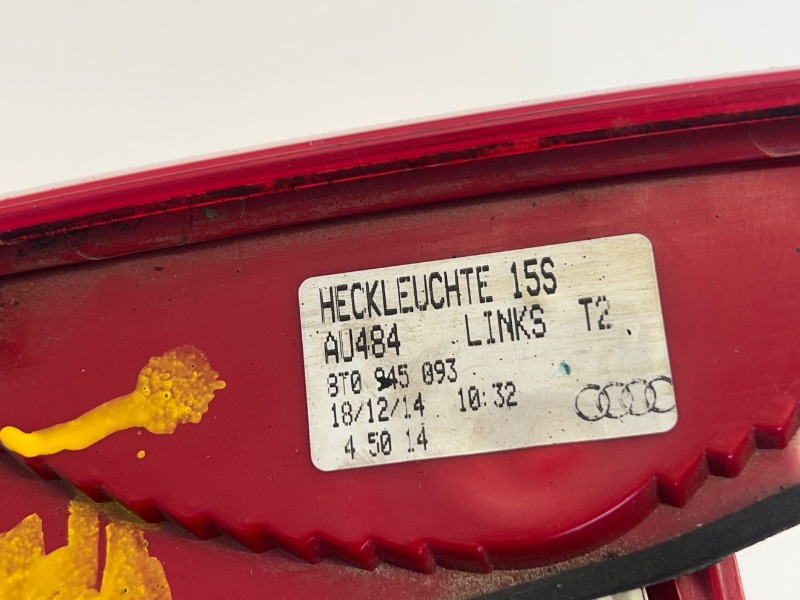 HECKLEUCHTE 15S
AU484 LINKS T2
8T0 945 093
18/12/14 10:32
4 50 14